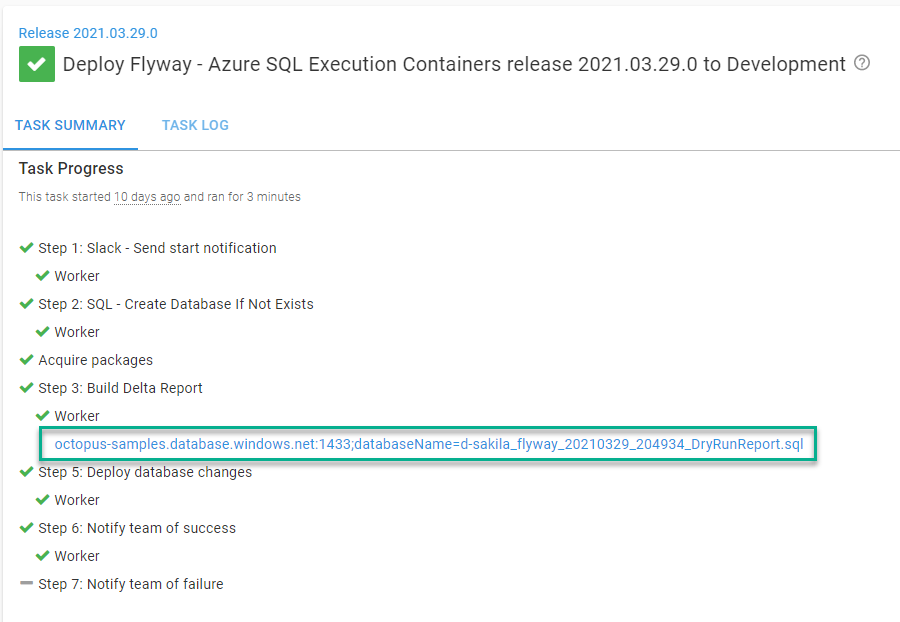 Release 2021.03.29.0
Deploy Flyway - Azure SQL Execution Containers release 2021.03.29.0 to Development ?
TASK SUMMARY TASK LOG
Task Progress
This task started 10 days ago and ran for 3 minutes
Step 1: Slack - Send start notification
Worker
Step 2: SQL - Create Database If Not Exists
Worker
Acquire packages
Step 3: Build Delta Report
Worker
octopus-samples.database.windows.net:1433;databaseName=d-sakila_flyway_20210329_204934_DryRunReport.sql
Step 5: Deploy database changes
Worker
Step 6: Notify team of success
Worker
Step 7: Notify team of failure